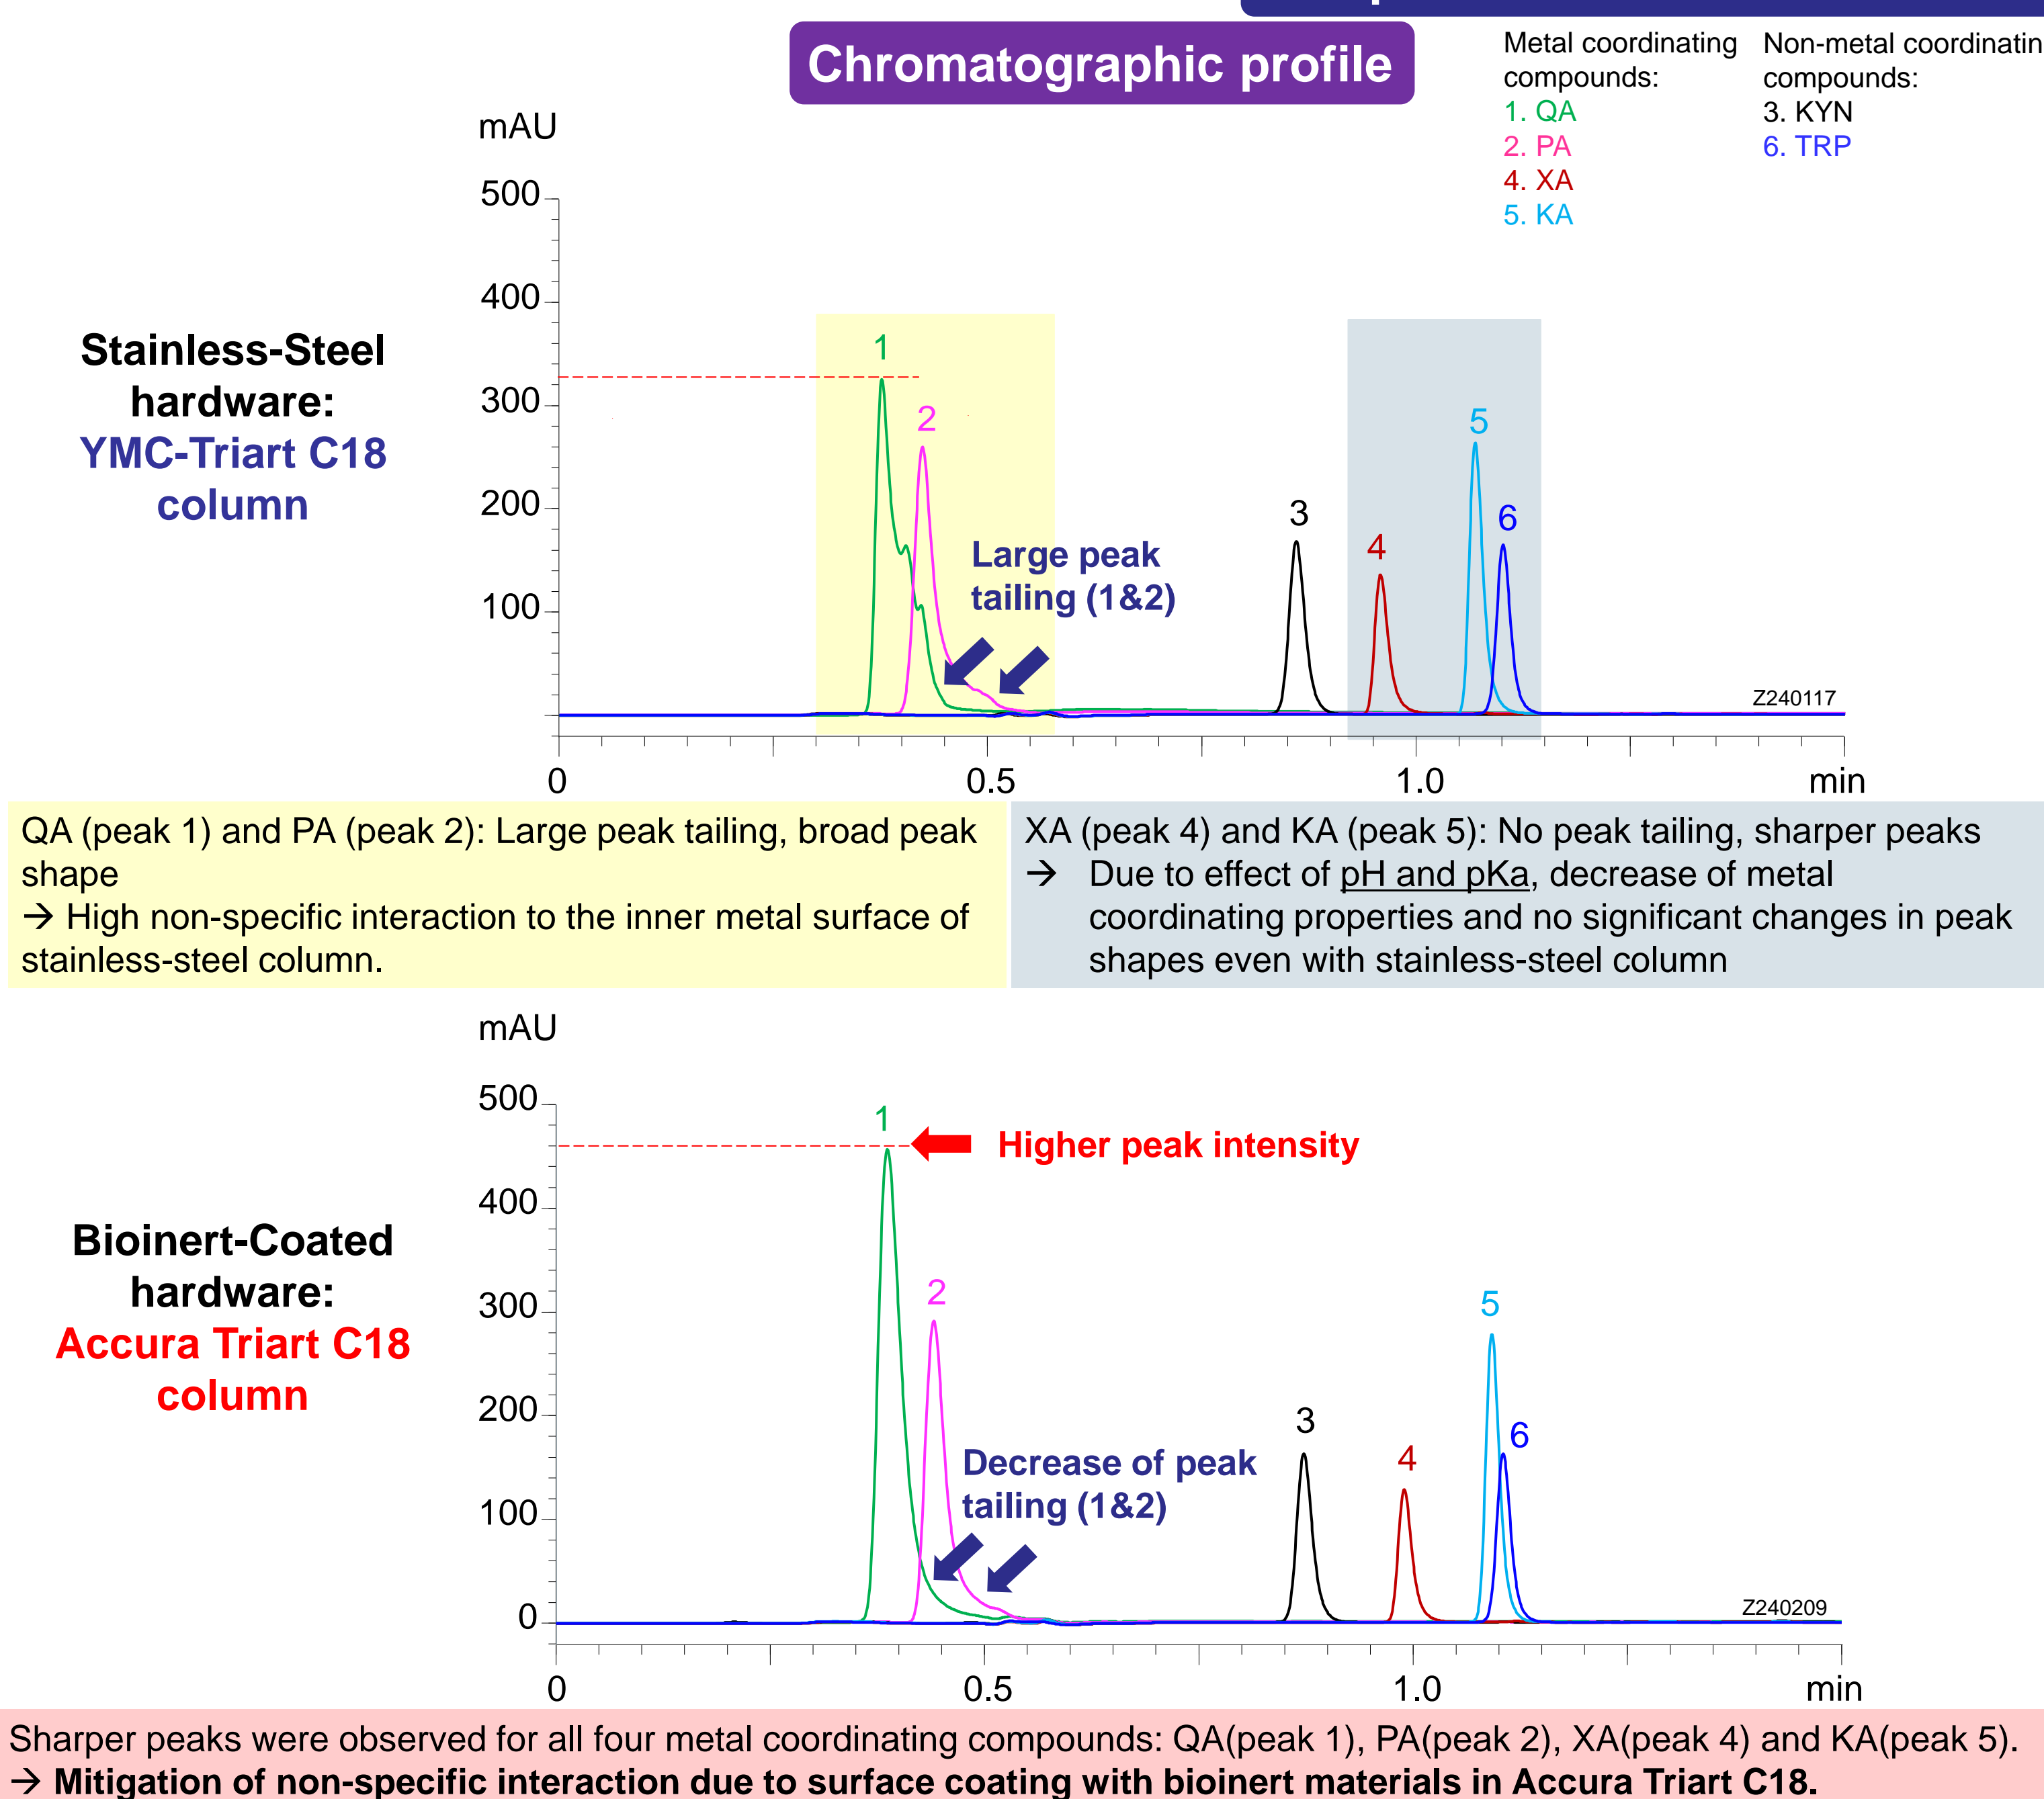 Chromatographic profile
Metal coordinating
compounds:
1. QA
2. PA
4. XA
5. KA
Non-metal coordinatin
compounds:
3. KYN
6. TRP
Stainless-Steel
hardware:
YMC-Triart C18
column
mAU
500
400
300
200
100
1
2
3
4
5
6
Large peak
tailing (1&2)
Z240117
0
0.5
1.0
min
QA (peak 1) and PA (peak 2): Large peak tailing, broad peak
shape
→ High non-specific interaction to the inner metal surface of
stainless-steel column.
XA (peak 4) and KA (peak 5): No peak tailing, sharper peaks
→ Due to effect of pH and pKa, decrease of metal
coordinating properties and no significant changes in peak
shapes even with stainless-steel column
Bioinert-Coated
hardware:
Accura Triart C18
column
mAU
500
400
300
200
100
0
1
Higher peak intensity
2
3
4
5
6
Decrease of peak
tailing (1&2)
Z240209
0
0.5
1.0
min
Sharper peaks were observed for all four metal coordinating compounds: QA(peak 1), PA(peak 2), XA(peak 4) and KA(peak 5).
→ Mitigation of non-specific interaction due to surface coating with bioinert materials in Accura Triart C18.